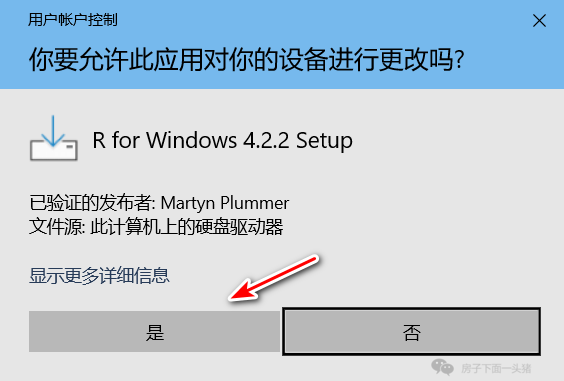 用户帐户控制
你要允许此应用对你的设备进行更改吗?
R for Windows 4.2.2 Setup
已验证的发布者: Martyn Plummer
文件源: 此计算机上的硬盘驱动器
显示更多详细信息
是 否
房子下面一头猪